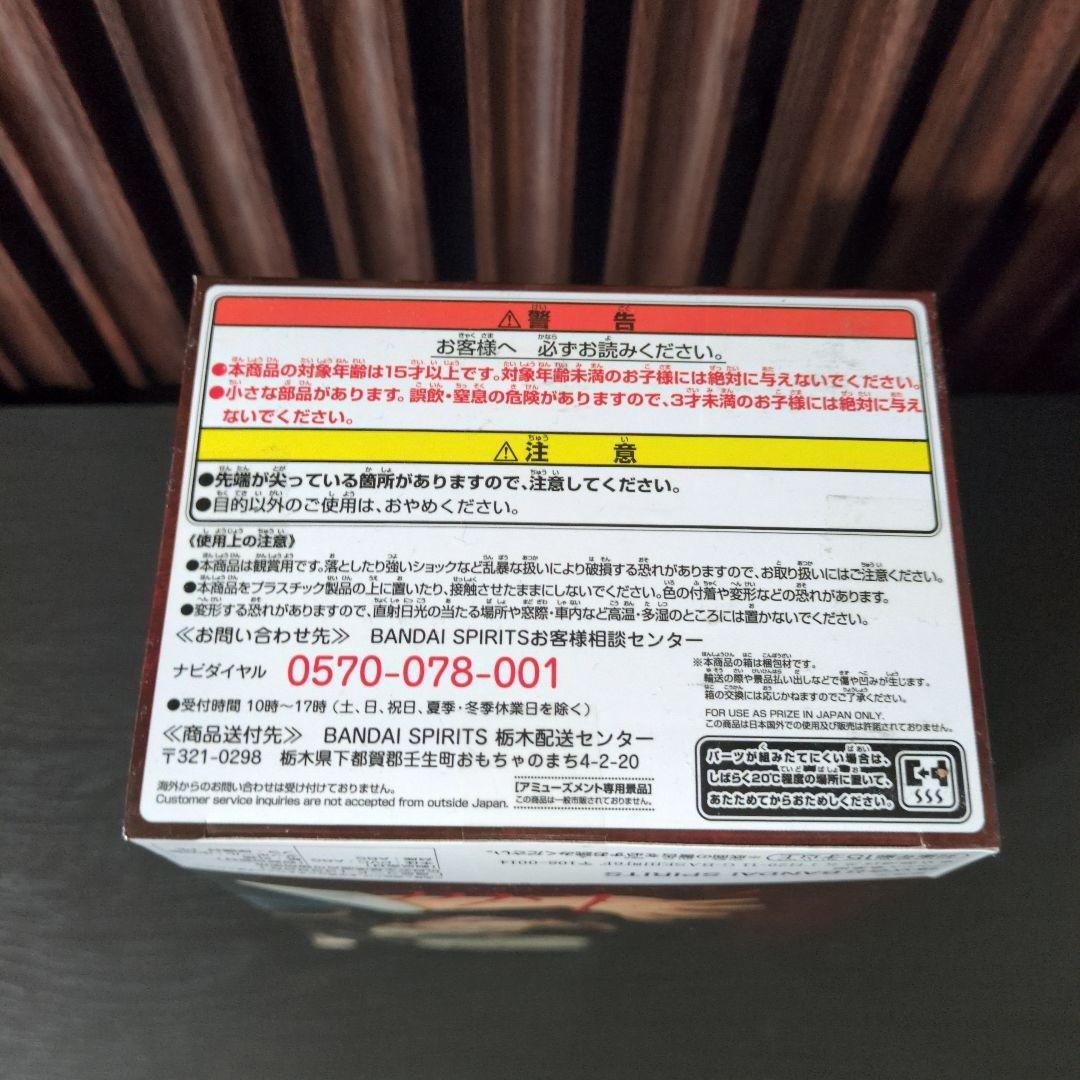 ⚠警告
お客様へ 必ずお読みください。
●本商品の対象年齢は15才以上です。対象年齢未満のお子様には絶対に与えないでください。
●小さな部品があります。誤飲・窒息の危険がありますので、3才未満のお子様には絶対に与え
ないでください。
⚠注意
●先端が尖っている箇所がありますので、注意してください。
●目的以外のご使用は、おやめください。
《使用上の注意》
●本商品は観賞用です。落としたり強いショックなど乱暴な扱いにより破損する恐れがありますので、お取り扱いにはご注意ください。
●本商品をプラスチック製品の上に置いたり、接触させたままにしないでください。色の付着や変形などの恐れがあります。
●変形する恐れがありますので、直射日光の当たる場所や窓際・車内など高温・多湿のところには置かないでください。
≪お問い合わせ先≫ BANDAI SPIRITSお客様相談センター
ナビダイヤル 0570-078-001
●受付時間 10時～17時（土、日、祝日、夏季・冬季休業日を除く）
≪商品送付先≫ BANDAI SPIRITS 栃木配送センター
〒321-0298 栃木県下都賀郡壬生町おもちゃのまち4-2-20
海外からのお問い合わせは受け付けておりません。
Customer service inquiries are not accepted from outside Japan.
【アミューズメント専用景品】
この商品は一般市販されておりません。
※本商品の箱は梱包材です。
輸送の際や景品払い出しなどで傷や凹みが生じます。
箱の交換には応じかねますのでご了承ください。
FOR USE AS PRIZE IN JAPAN ONLY.
この商品は日本国外での使用及び販売は許諾されておりません。
パーツが組みたてにくい場合は、
しばらく20℃程度の場所に置いて、
あたためてからおためしください。
BANDAI SPIRITS